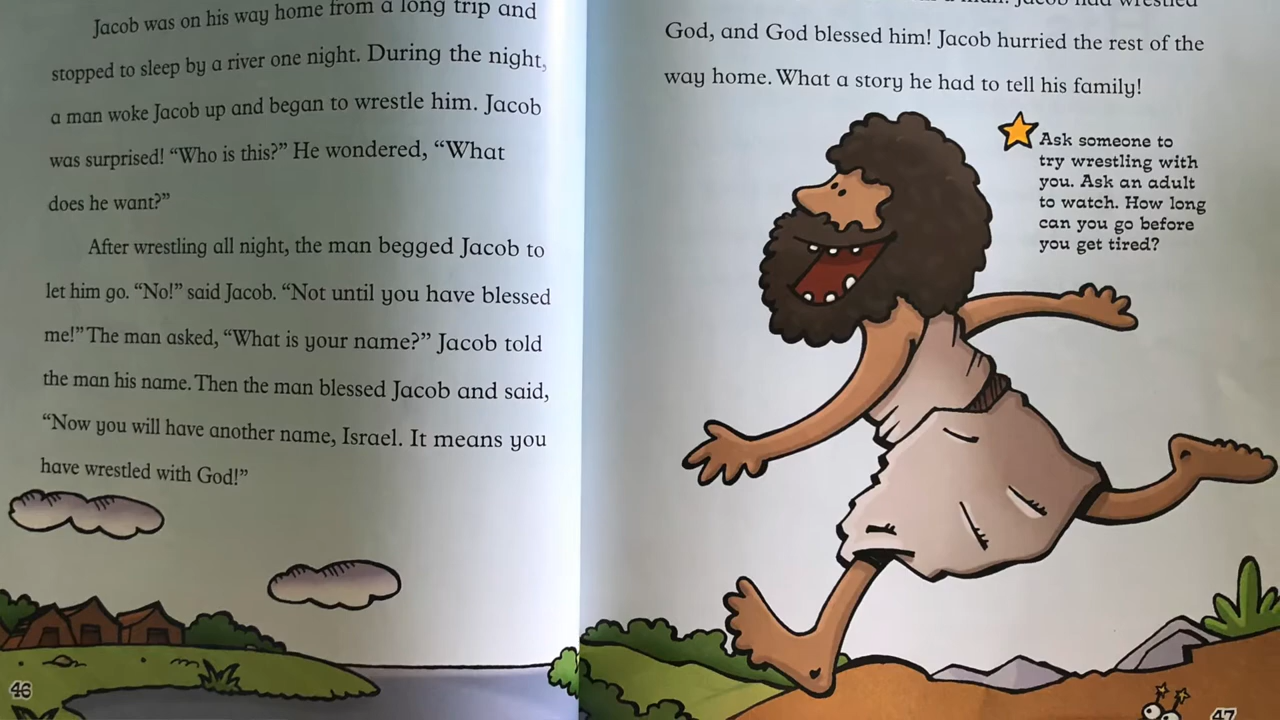 Jacob was on his way home from a long trip and
stopped to sleep by a river one night. During the night,
a man woke Jacob up and began to wrestle him. Jacob
was surprised! “Who is this?” He wondered, “What
does he want?”
After wrestling all night, the man begged Jacob to
let him go. “No!” said Jacob. “Not until you have blessed
me!” The man asked, “What is your name?” Jacob told
the man his name. Then the man blessed Jacob and said,
“Now you will have another name, Israel. It means you
have wrestled with God!”
46
man. Jacob had wrestled
God, and God blessed him! Jacob hurried the rest of the
way home. What a story he had to tell his family!
Ask someone to
try wrestling with
you. Ask an adult
to watch. How long
can you go before
you get tired?
47